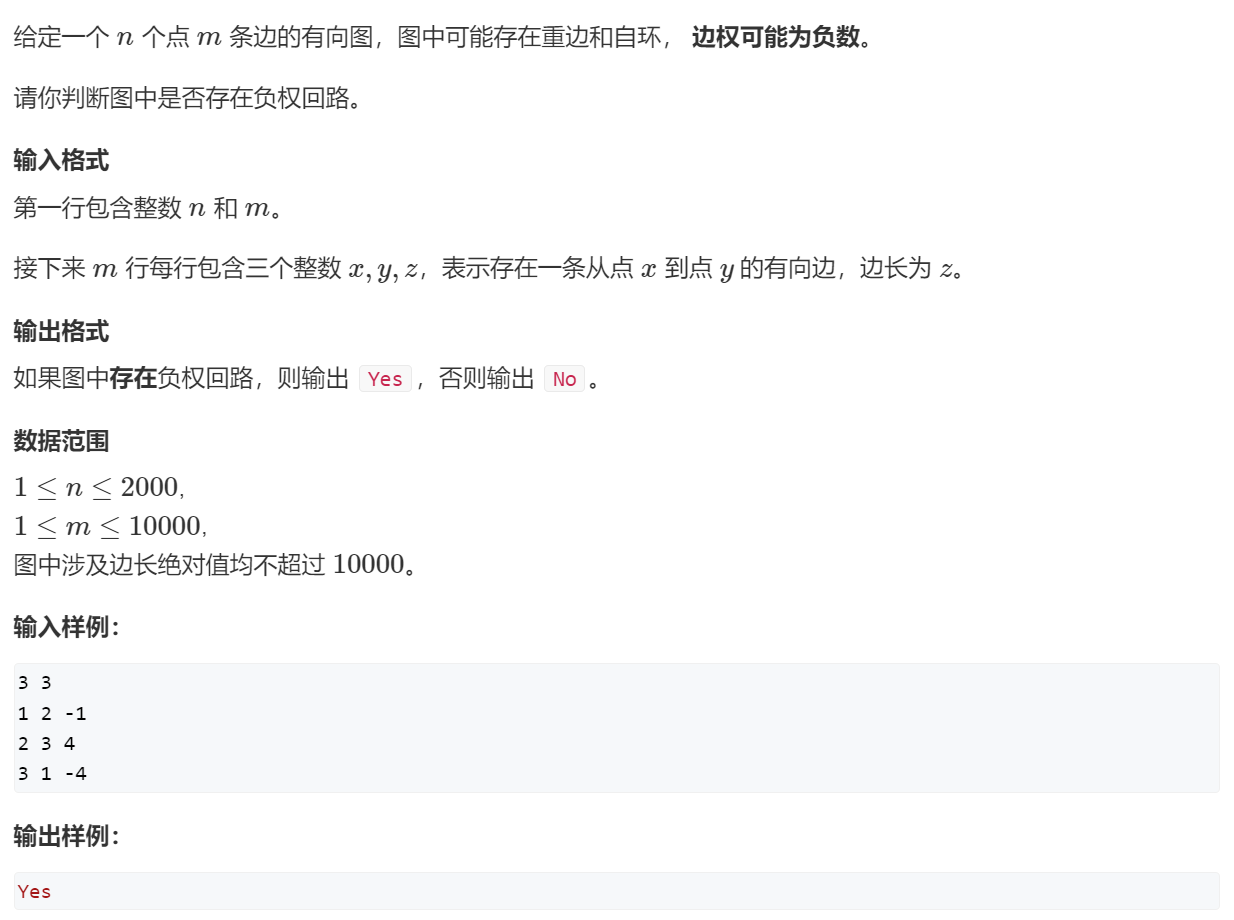 给定一个 n 个点 m 条边的有向图，图中可能存在重边和自环， 边权可能为负数。
请你判断图中是否存在负权回路。
输入格式
第一行包含整数 n 和 m。
接下来 m 行每行包含三个整数 x, y, z，表示存在一条从点 x 到点 y 的有向边，边长为 z。
输出格式
如果图中存在负权回路，则输出 Yes，否则输出 No。
数据范围
1 ≤ n ≤ 2000,
1 ≤ m ≤ 10000,
图中涉及边长绝对值均不超过 10000。
输入样例：
3 3
1 2 -1
2 3 4
3 1 -4
输出样例：
Yes